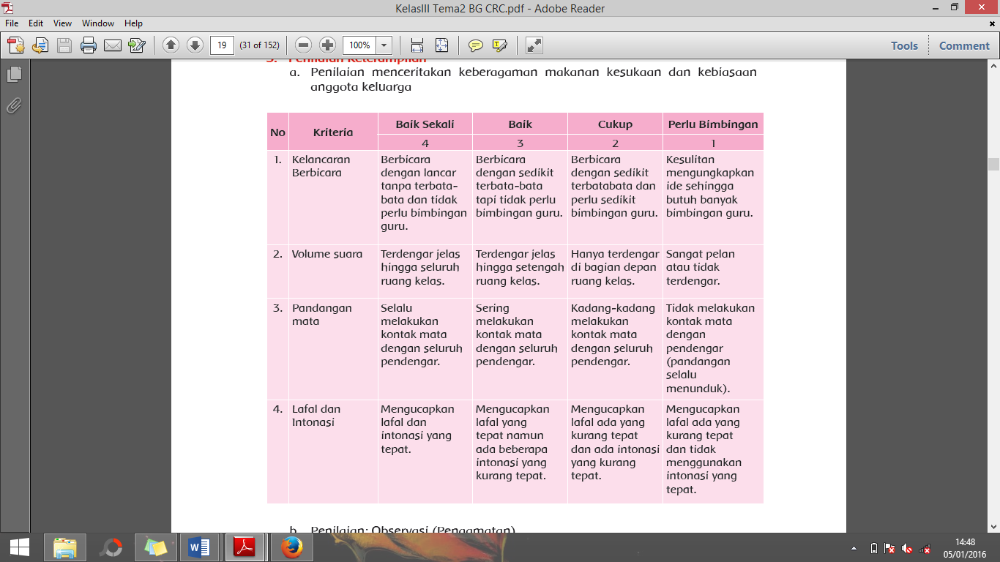 KelasIII Tema2 BG CRC.pdf - Adobe Reader
File Edit View Window Help
19 (31 of 152) 100% Tools Comment
3. Penilaian Keterampilan
a. Penilaian menceritakan keberagaman makanan kesukaan dan kebiasaan
anggota keluarga
No Kriteria Baik Sekali Baik Cukup Perlu Bimbingan
4 3 2 1
1. Kelancaran
Berbicara
Berbicara
dengan lancar
tanpa terbata-
bata dan tidak
perlu bimbingan
guru.
Berbicara
dengan sedikit
terbata-bata
tapi tidak perlu
bimbingan guru.
Berbicara
dengan sedikit
terbatabata dan
perlu sedikit
bimbingan guru.
Kesulitan
mengungkapkan
ide sehingga
butuh banyak
bimbingan guru.
2. Volume suara
Terdengar jelas
hingga seluruh
ruang kelas.
Terdengar jelas
hingga setengah
ruang kelas.
Hanya terdengar
di bagian depan
ruang kelas.
Sangat pelan
atau tidak
terdengar.
3. Pandangan
mata
Selalu
melakukan
kontak mata
dengan seluruh
pendengar.
Sering
melakukan
kontak mata
dengan seluruh
pendengar.
Kadang-kadang
melakukan
kontak mata
dengan seluruh
pendengar.
Tidak melakukan
kontak mata
dengan
pendengar
(pandangan
selalu
menunduk).
4. Lafal dan
Intonasi
Mengucapkan
lafal dan
intonasi yang
tepat.
Mengucapkan
lafal yang
tepat namun
ada beberapa
intonasi yang
kurang tepat.
Mengucapkan
lafal ada yang
kurang tepat
dan ada intonasi
yang kurang
tepat.
Mengucapkan
lafal ada yang
kurang tepat
dan tidak
menggunakan
intonasi yang
tepat.
b. Penilaian: Observasi (Pengamatan)
14:48
05/01/2016